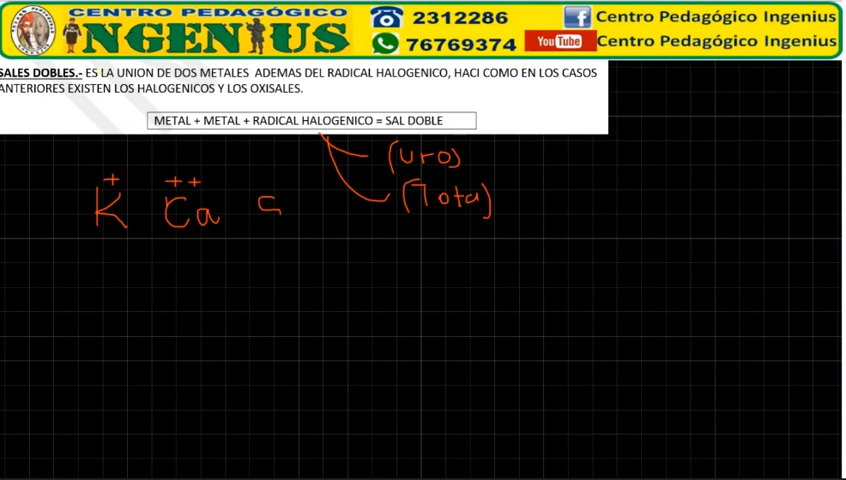 CENTRO PEDAGÓGICO
INGENIUS
2312286
76769374
Centro Pedagógico Ingenius
YouTube Centro Pedagógico Ingenius
SALES DOBLES.- ES LA UNION DE DOS METALES ADEMAS DEL RADICAL HALOGENICO, HACI COMO EN LOS CASOS
ANTERIORES EXISTEN LOS HALOGENICOS Y LOS OXISALES.
METAL + METAL + RADICAL HALOGENICO = SAL DOBLE
(uro)
(Tota)
+ ++
K Ca